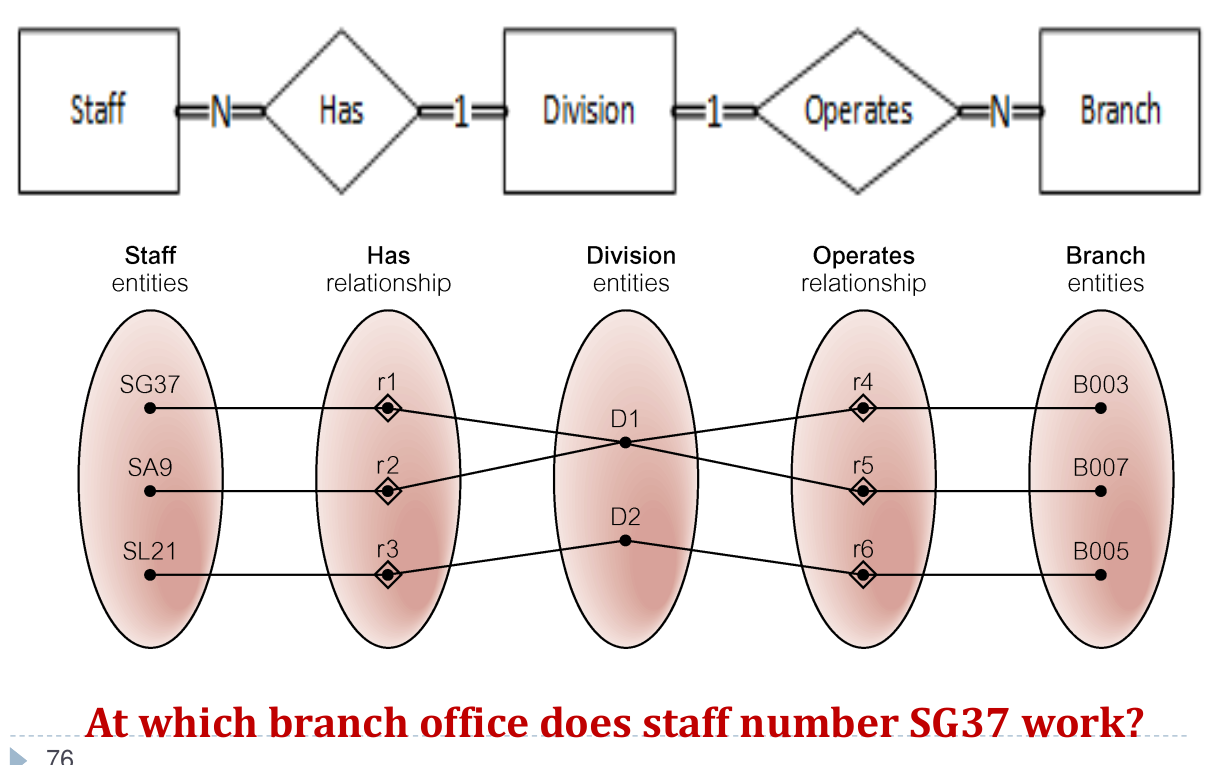 Staff N Has 1 Division 1 Operates N Branch
Staff Has Division Operates Branch
entities relationship entities relationship entities
SG37 r1 r4 B003
D1
SA9 r2 r5 B007
D2
SL21 r3 r6 B005
At which branch office does staff number SG37 work?
76